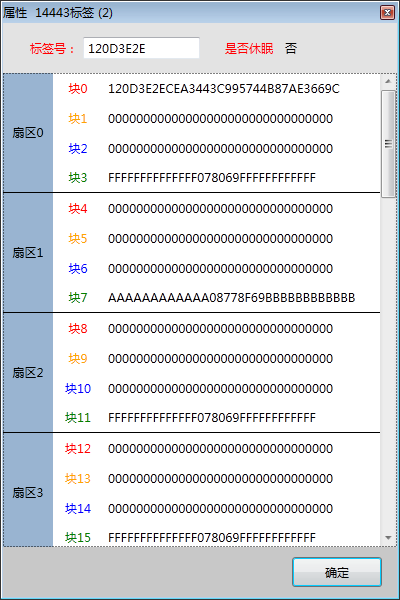 属性 14443标签 (2)
标签号： 120D3E2E 是否休眠 否
扇区0
块0 120D3E2ECEA3443C995744B87AE3669C
块1 00000000000000000000000000000000
块2 00000000000000000000000000000000
块3 FFFFFFFFFFFFFF078069FFFFFFFFFFFF
扇区1
块4 00000000000000000000000000000000
块5 00000000000000000000000000000000
块6 00000000000000000000000000000000
块7 AAAAAAAAAAAA08778F69BBBBBBBBBBBB
扇区2
块8 00000000000000000000000000000000
块9 00000000000000000000000000000000
块10 00000000000000000000000000000000
块11 FFFFFFFFFFFFFF078069FFFFFFFFFFFF
扇区3
块12 00000000000000000000000000000000
块13 00000000000000000000000000000000
块14 00000000000000000000000000000000
块15 FFFFFFFFFFFFFF078069FFFFFFFFFFFF
确定